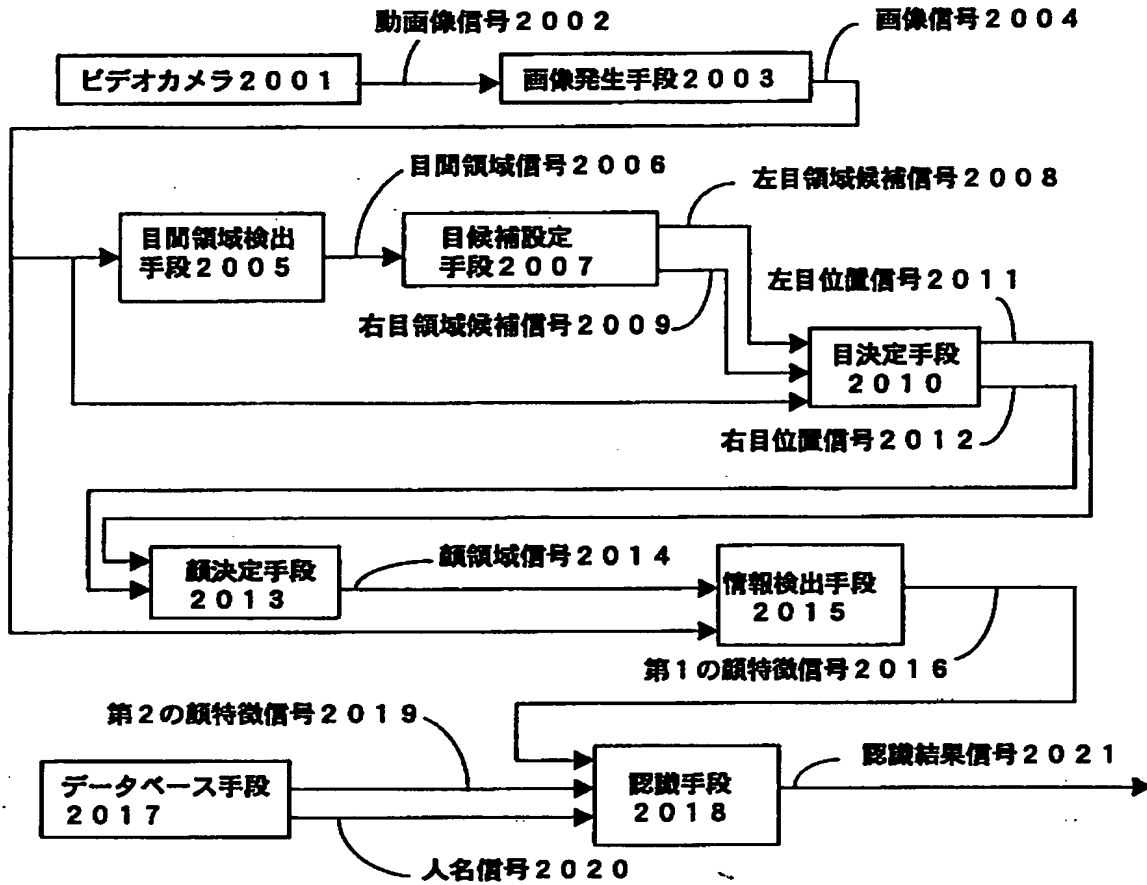 動画像信号２００２
画像信号２００４
ビデオカメラ２００１
画像発生手段２００３
目間領域信号２００６
左目領域候補信号２００８
目間領域検出
手段２００５
目候補設定
手段２００７
左目位置信号２０１１
右目領域候補信号２００９
目決定手段
２０１０
右目位置信号２０１２
顔決定手段
２０１３
顔領域信号２０１４
情報検出手段
２０１５
第１の顔特徴信号２０１６
第２の顔特徴信号２０１９
データベース手段
２０１７
認識手段
２０１８
認識結果信号２０２１
人名信号２０２０